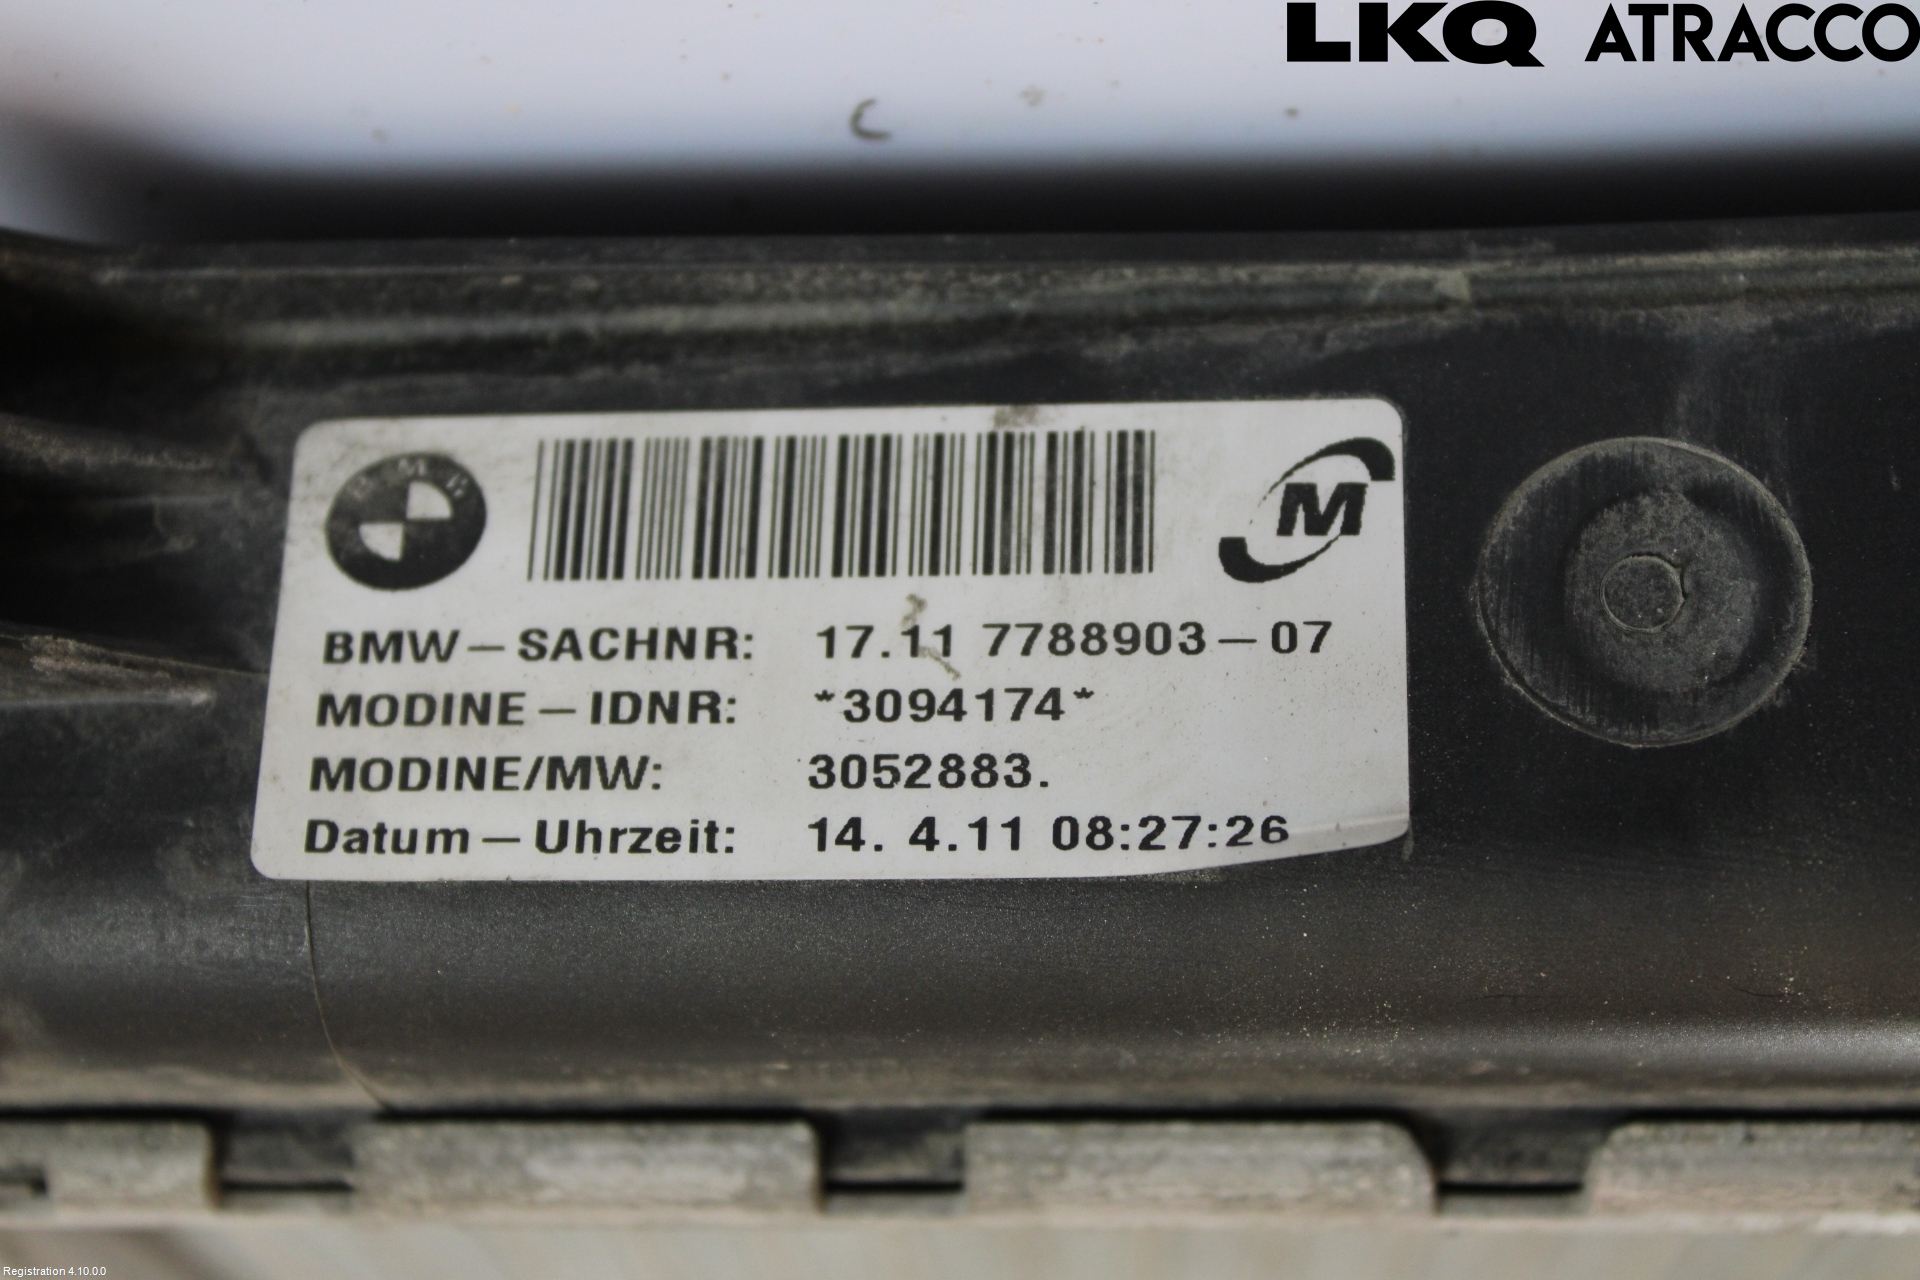 LKQ ATRACCO
BMW
M
BMW-SACHNR: 17.11 7788903-07
MODINE-IDNR: *3094174*
MODINE/MW: 3052883.
Datum-Uhrzeit: 14. 4.11 08:27:26
Registration 4.10.0.0